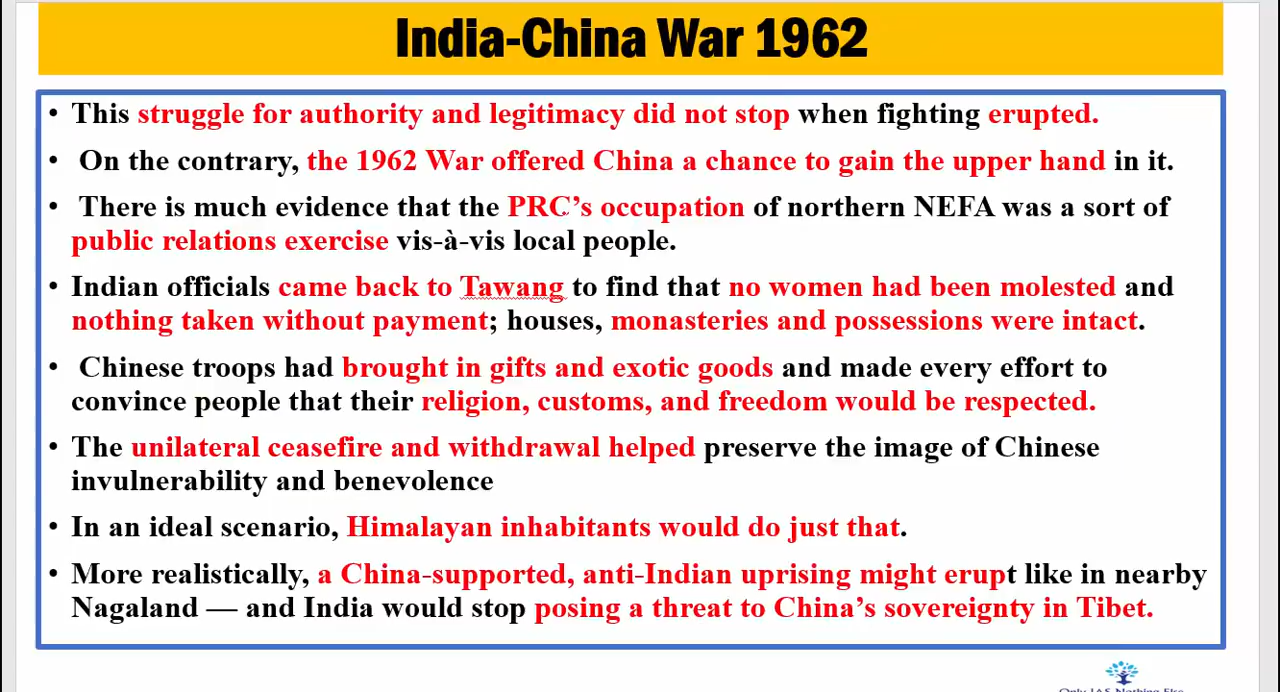 India-China War 1962
• This struggle for authority and legitimacy did not stop when fighting erupted.
• On the contrary, the 1962 War offered China a chance to gain the upper hand in it.
• There is much evidence that the PRC’s occupation of northern NEFA was a sort of
public relations exercise vis-à-vis local people.
• Indian officials came back to Tawang to find that no women had been molested and
nothing taken without payment; houses, monasteries and possessions were intact.
• Chinese troops had brought in gifts and exotic goods and made every effort to
convince people that their religion, customs, and freedom would be respected.
• The unilateral ceasefire and withdrawal helped preserve the image of Chinese
invulnerability and benevolence
• In an ideal scenario, Himalayan inhabitants would do just that.
• More realistically, a China-supported, anti-Indian uprising might erupt like in nearby
Nagaland — and India would stop posing a threat to China’s sovereignty in Tibet.
Only IAS Nothing Else